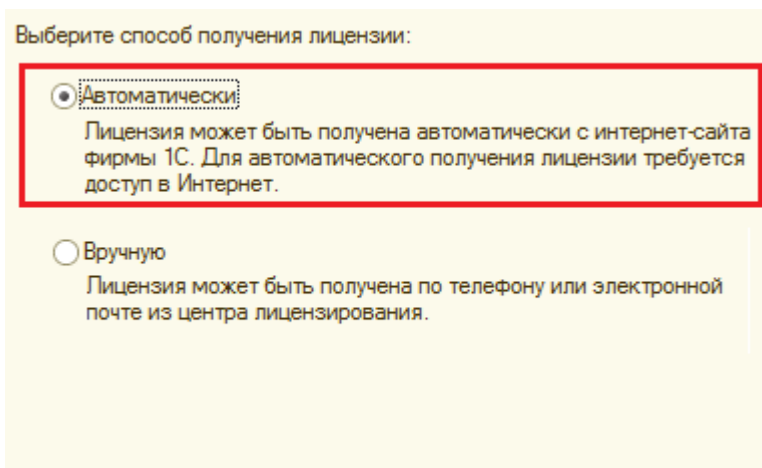 Выберите способ получения лицензии:
Автоматически
Лицензия может быть получена автоматически с интернет-сайта
фирмы 1С. Для автоматического получения лицензии требуется
доступ в Интернет.
Вручную
Лицензия может быть получена по телефону или электронной
почте из центра лицензирования.